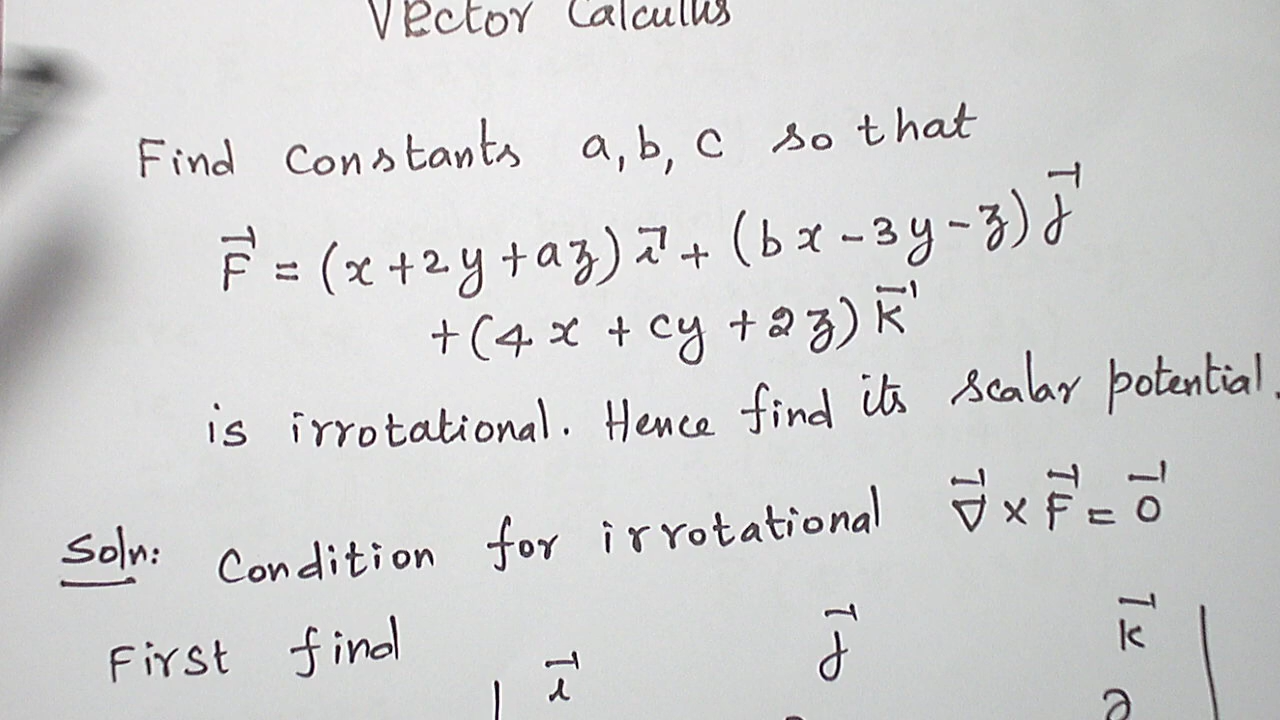 Vector Calculus
Find constants a, b, c so that
F⃗ = (x + 2y + az) i⃗ + (bx - 3y - z) j⃗
+ (4x + cy + 2z) k⃗
is irrotational. Hence find its scalar potential.
Soln: Condition for irrotational ∇⃗ × F⃗ = 0⃗
First find
| i⃗ j⃗ k⃗ |
∂